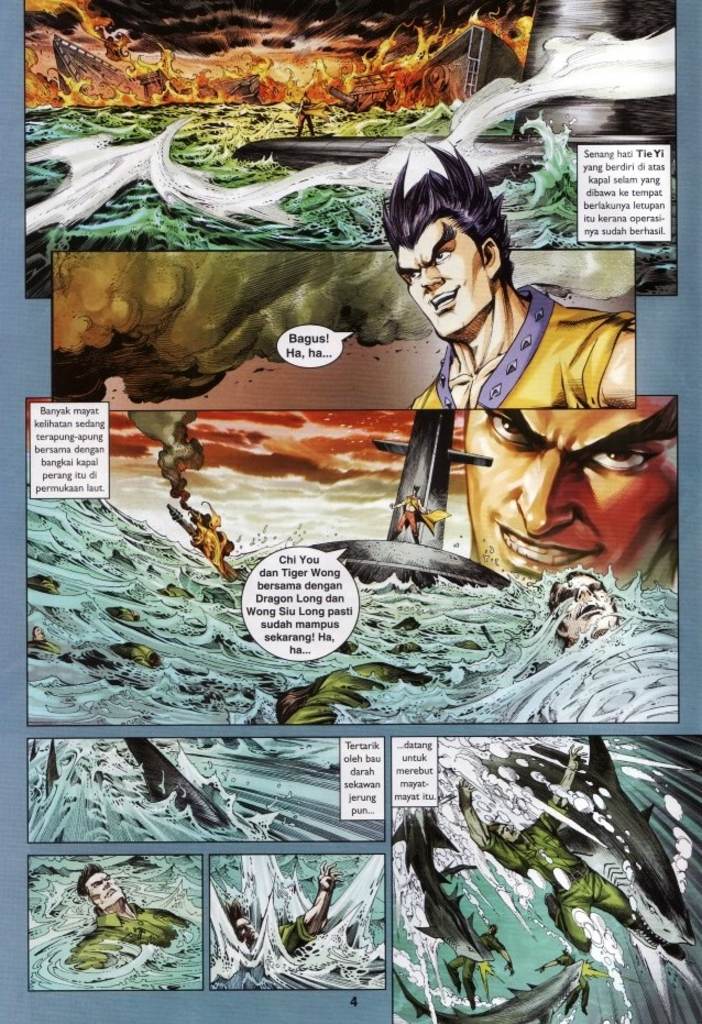 Senang hati Tie Yi
yang berdiri di atas
kapal selam yang
dibawa ke tempat
berlakunya letupan
itu kerana operasi-
nya sudah berhasil.
Bagus!
Ha, ha...
Banyak mayat
kelihatan sedang
terapung-apung
bersama dengan
bangkai kapal
perang itu di
permukaan laut.
Chi You
dan Tiger Wong
bersama dengan
Dragon Long dan
Wong Siu Long pasti
sudah mampus
sekarang! Ha,
ha...
Tertarik
oleh bau
darah
sekawan
jerung
pun...
...datang
untuk
merebut
mayat-
mayat itu.
4